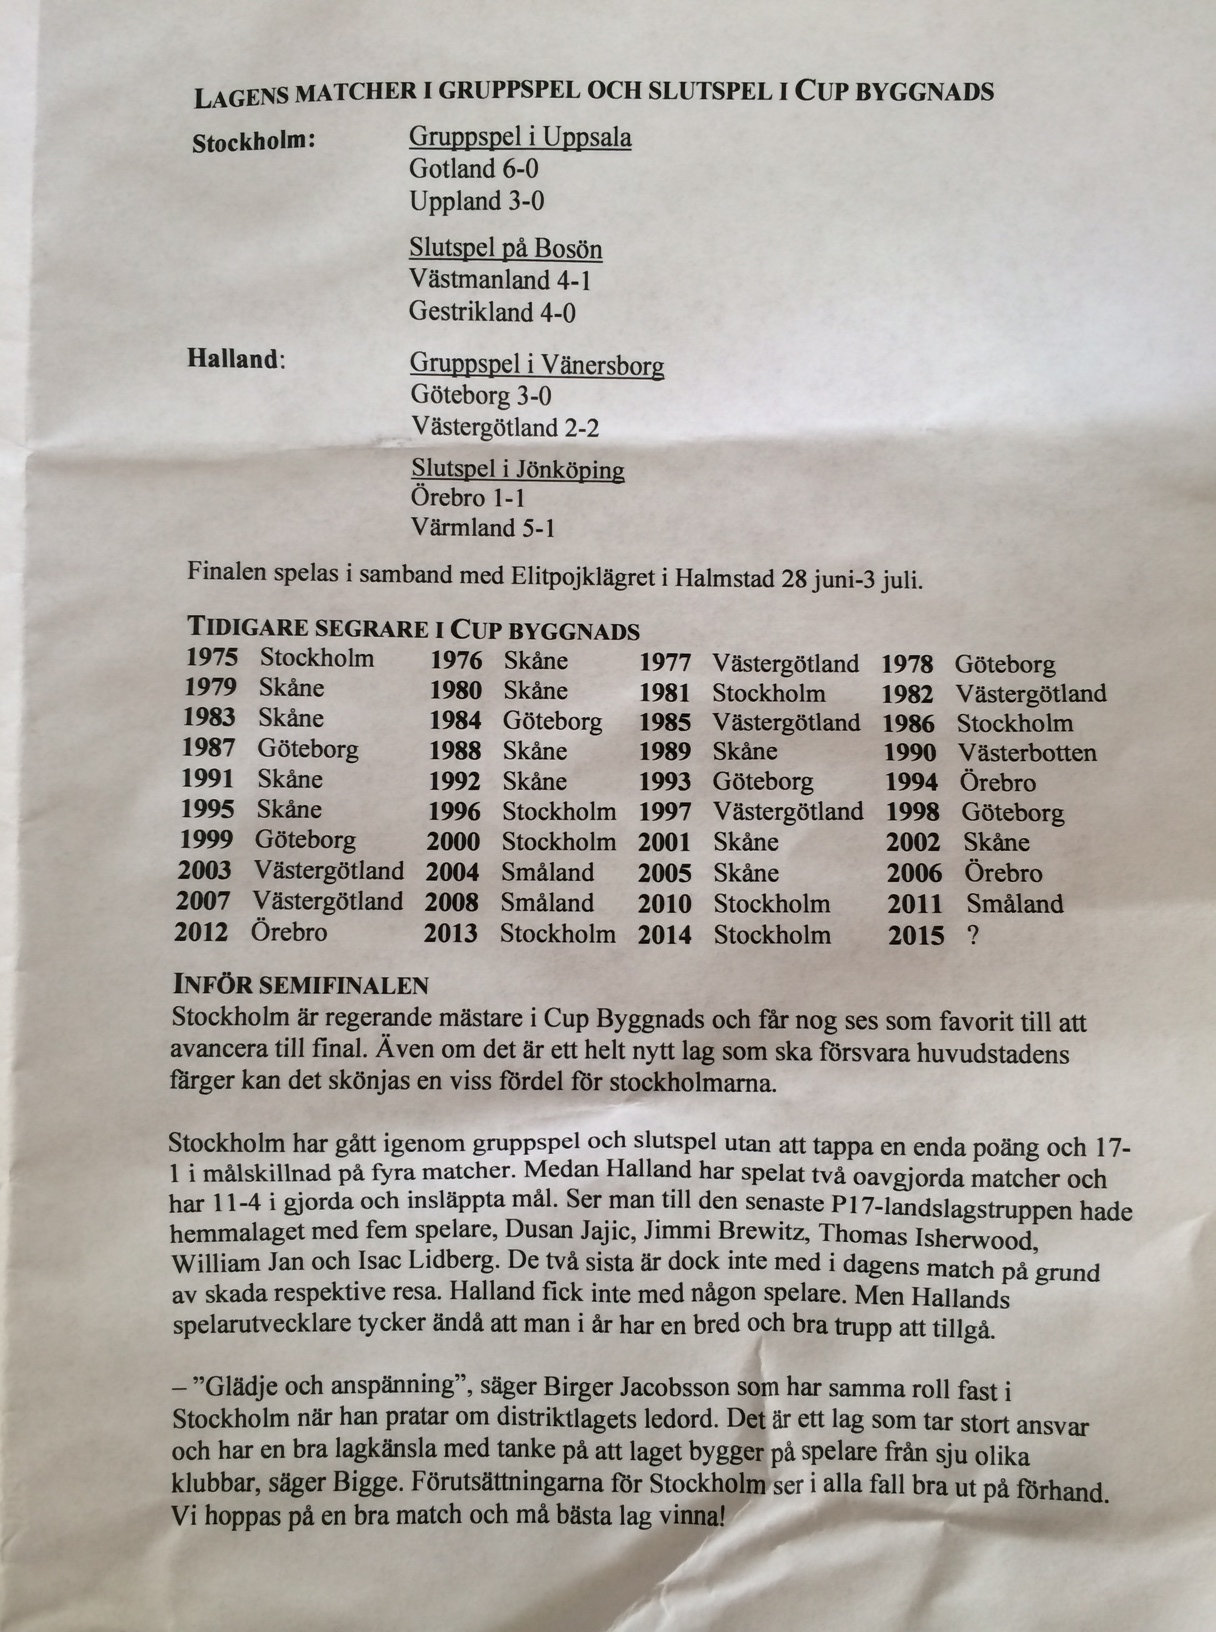 LAGENS MATCHER I GRUPPSPEL OCH SLUTSPEL I CUP BYGGNADS
Stockholm: Gruppspel i Uppsala
Gotland 6-0
Uppland 3-0
Slutspel på Bosön
Västmanland 4-1
Gestrikland 4-0
Halland: Gruppspel i Vänersborg
Göteborg 3-0
Västergötland 2-2
Slutspel i Jönköping
Örebro 1-1
Värmland 5-1
Finalen spelas i samband med Elitpojklägret i Halmstad 28 juni-3 juli.
TIDIGARE SEGRARE I CUP BYGGNADS
1975 Stockholm 1976 Skåne 1977 Västergötland 1978 Göteborg
1979 Skåne 1980 Skåne 1981 Stockholm 1982 Västergötland
1983 Skåne 1984 Göteborg 1985 Västergötland 1986 Stockholm
1987 Göteborg 1988 Skåne 1989 Skåne 1990 Västerbotten
1991 Skåne 1992 Skåne 1993 Göteborg 1994 Örebro
1995 Skåne 1996 Stockholm 1997 Västergötland 1998 Göteborg
1999 Göteborg 2000 Stockholm 2001 Skåne 2002 Skåne
2003 Västergötland 2004 Småland 2005 Skåne 2006 Örebro
2007 Västergötland 2008 Småland 2010 Stockholm 2011 Småland
2012 Örebro 2013 Stockholm 2014 Stockholm 2015 ?
INFÖR SEMIFINALEN
Stockholm är regerande mästare i Cup Byggnads och får nog ses som favorit till att
avancera till final. Även om det är ett helt nytt lag som ska försvara huvudstadens
färger kan det skönjas en viss fördel för stockholmarna.
Stockholm har gått igenom gruppspel och slutspel utan att tappa en enda poäng och 17-
1 i målskillnad på fyra matcher. Medan Halland har spelat två oavgjorda matcher och
har 11-4 i gjorda och insläppta mål. Ser man till den senaste P17-landslagstruppen hade
hemmalaget med fem spelare, Dusan Jajic, Jimmi Brewitz, Thomas Isherwood,
William Jan och Isac Lidberg. De två sista är dock inte med i dagens match på grund
av skada respektive resa. Halland fick inte med någon spelare. Men Hallands
spelarutvecklare tycker ändå att man i år har en bred och bra trupp att tillgå.
– ”Glädje och anspänning”, säger Birger Jacobsson som har samma roll fast i
Stockholm när han pratar om distriktlagets ledord. Det är ett lag som tar stort ansvar
och har en bra lagkänsla med tanke på att laget bygger på spelare från sju olika
klubbar, säger Bigge. Förutsättningarna för Stockholm ser i alla fall bra ut på förhand.
Vi hoppas på en bra match och må bästa lag vinna!